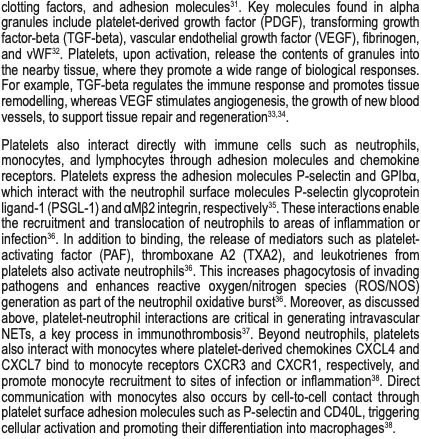 clotting factors, and adhesion molecules³¹. Key molecules found in alpha
granules include platelet-derived growth factor (PDGF), transforming growth
factor-beta (TGF-beta), vascular endothelial growth factor (VEGF), fibrinogen,
and vWF³². Platelets, upon activation, release the contents of granules into
the nearby tissue, where they promote a wide range of biological responses.
For example, TGF-beta regulates the immune response and promotes tissue
remodelling, whereas VEGF stimulates angiogenesis, the growth of new blood
vessels, to support tissue repair and regeneration³³,³⁴.
Platelets also interact directly with immune cells such as neutrophils,
monocytes, and lymphocytes through adhesion molecules and chemokine
receptors. Platelets express the adhesion molecules P-selectin and GPIbα,
which interact with the neutrophil surface molecules P-selectin glycoprotein
ligand-1 (PSGL-1) and αMβ2 integrin, respectively³⁵. These interactions enable
the recruitment and translocation of neutrophils to areas of inflammation or
infection³⁶. In addition to binding, the release of mediators such as platelet-
activating factor (PAF), thromboxane A2 (TXA2), and leukotrienes from
platelets also activate neutrophils³⁶. This increases phagocytosis of invading
pathogens and enhances reactive oxygen/nitrogen species (ROS/NOS)
generation as part of the neutrophil oxidative burst³⁶. Moreover, as discussed
above, platelet-neutrophil interactions are critical in generating intravascular
NETs, a key process in immunothrombosis³⁷. Beyond neutrophils, platelets
also interact with monocytes where platelet-derived chemokines CXCL4 and
CXCL7 bind to monocyte receptors CXCR3 and CXCR1, respectively, and
promote monocyte recruitment to sites of infection or inflammation³⁸. Direct
communication with monocytes also occurs by cell-to-cell contact through
platelet surface adhesion molecules such as P-selectin and CD40L, triggering
cellular activation and promoting their differentiation into macrophages³⁸.